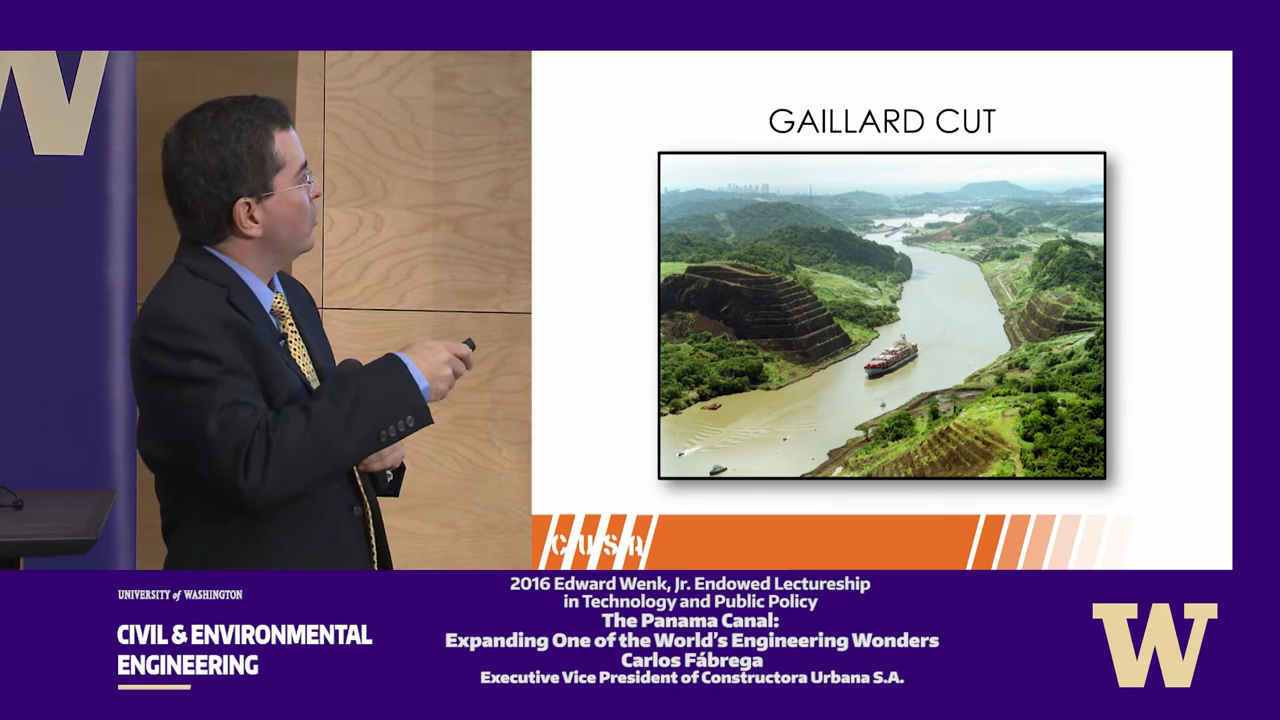 W
GAILLARD CUT
CUSA
UNIVERSITY of WASHINGTON
CIVIL & ENVIRONMENTAL
ENGINEERING
2016 Edward Wenk, Jr. Endowed Lectureship
in Technology and Public Policy
The Panama Canal:
Expanding One of the World's Engineering Wonders
Carlos Fábrega
Executive Vice President of Constructora Urbana S.A.
W